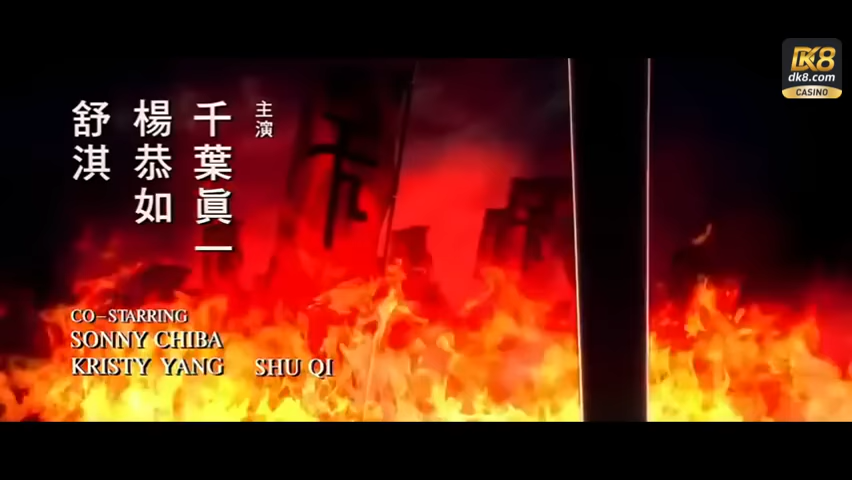 主演
千葉眞一
楊恭如
舒淇
CO-STARRING
SONNY CHIBA
KRISTY YANG SHU QI
DK8
dk8.com
CASINO